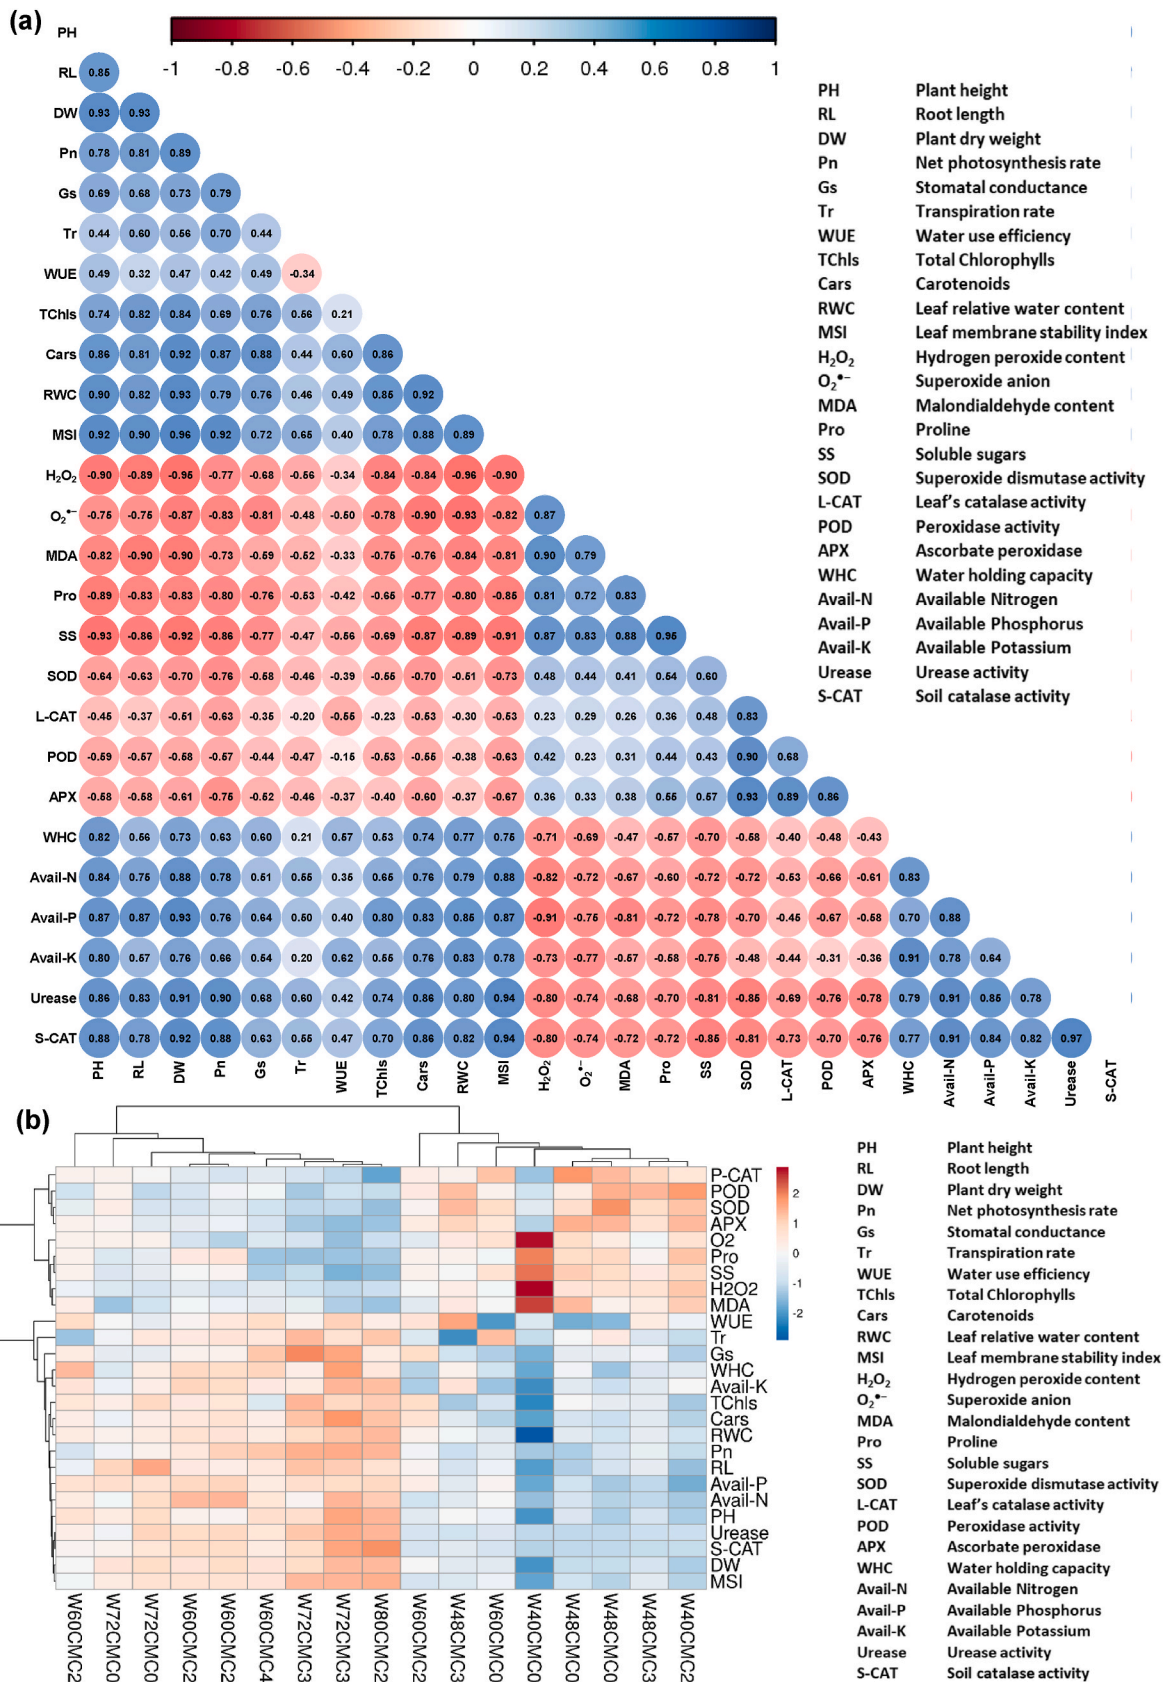 (a)
-1 -0.8 -0.6 -0.4 -0.2 0 0.2 0.4 0.6 0.8 1
PH
RL 0.85
DW 0.93 0.93
Pn 0.78 0.81 0.89
Gs 0.69 0.68 0.73 0.79
Tr 0.44 0.60 0.56 0.70 0.44
WUE 0.49 0.32 0.47 0.42 0.49 -0.34
TChls 0.74 0.82 0.84 0.69 0.76 0.56 0.21
Cars 0.86 0.81 0.92 0.87 0.88 0.44 0.60 0.86
RWC 0.90 0.82 0.93 0.79 0.76 0.46 0.49 0.85 0.92
MSI 0.92 0.90 0.96 0.92 0.72 0.65 0.40 0.78 0.88 0.89
H₂O₂ -0.90 -0.89 -0.95 -0.77 -0.68 -0.56 -0.34 -0.84 -0.84 -0.96 -0.90
O₂•− -0.75 -0.75 -0.87 -0.83 -0.81 -0.48 -0.50 -0.78 -0.90 -0.93 -0.82 0.87
MDA -0.82 -0.90 -0.90 -0.73 -0.59 -0.52 -0.33 -0.75 -0.76 -0.84 -0.81 0.90 0.79
Pro -0.89 -0.83 -0.83 -0.80 -0.76 -0.53 -0.42 -0.65 -0.77 -0.80 -0.85 0.81 0.72 0.83
SS -0.93 -0.86 -0.92 -0.86 -0.77 -0.47 -0.56 -0.69 -0.87 -0.89 -0.91 0.87 0.83 0.88 0.95
SOD -0.64 -0.63 -0.70 -0.76 -0.58 -0.46 -0.39 -0.55 -0.70 -0.51 -0.73 0.48 0.44 0.41 0.54 0.60
L-CAT -0.45 -0.37 -0.51 -0.63 -0.35 -0.20 -0.55 -0.23 -0.53 -0.30 -0.53 0.23 0.29 0.26 0.36 0.48 0.83
POD -0.59 -0.57 -0.58 -0.57 -0.44 -0.47 -0.15 -0.53 -0.55 -0.38 -0.63 0.42 0.23 0.31 0.44 0.43 0.90 0.68
APX -0.58 -0.58 -0.61 -0.75 -0.52 -0.46 -0.37 -0.40 -0.60 -0.37 -0.67 0.36 0.33 0.38 0.55 0.57 0.93 0.89 0.86
WHC 0.82 0.56 0.73 0.63 0.60 0.21 0.57 0.53 0.74 0.77 0.75 -0.71 -0.69 -0.47 -0.57 -0.70 -0.58 -0.40 -0.48 -0.43
Avail-N 0.84 0.75 0.88 0.78 0.51 0.55 0.35 0.65 0.76 0.79 0.88 -0.82 -0.72 -0.67 -0.60 -0.72 -0.72 -0.53 -0.66 -0.61 0.83
Avail-P 0.87 0.87 0.93 0.76 0.64 0.50 0.40 0.80 0.83 0.85 0.87 -0.91 -0.75 -0.81 -0.72 -0.78 -0.70 -0.45 -0.67 -0.58 0.70 0.88
Avail-K 0.80 0.57 0.76 0.66 0.54 0.20 0.62 0.55 0.76 0.83 0.78 -0.73 -0.77 -0.57 -0.58 -0.75 -0.48 -0.44 -0.31 -0.36 0.91 0.78 0.64
Urease 0.86 0.83 0.91 0.90 0.68 0.60 0.42 0.74 0.86 0.80 0.94 -0.80 -0.74 -0.68 -0.70 -0.81 -0.85 -0.69 -0.76 -0.78 0.79 0.91 0.85 0.78
S-CAT 0.88 0.78 0.92 0.88 0.63 0.55 0.47 0.70 0.86 0.82 0.94 -0.80 -0.74 -0.72 -0.72 -0.85 -0.81 -0.73 -0.70 -0.76 0.77 0.91 0.84 0.82 0.97
PH RL DW Pn Gs Tr WUE TChls Cars RWC MSI H₂O₂ O₂•− MDA Pro SS SOD L-CAT POD APX WHC Avail-N Avail-P Avail-K Urease S-CAT
PH Plant height
RL Root length
DW Plant dry weight
Pn Net photosynthesis rate
Gs Stomatal conductance
Tr Transpiration rate
WUE Water use efficiency
TChls Total Chlorophylls
Cars Carotenoids
RWC Leaf relative water content
MSI Leaf membrane stability index
H₂O₂ Hydrogen peroxide content
O₂•− Superoxide anion
MDA Malondialdehyde content
Pro Proline
SS Soluble sugars
SOD Superoxide dismutase activity
L-CAT Leaf's catalase activity
POD Peroxidase activity
APX Ascorbate peroxidase
WHC Water holding capacity
Avail-N Available Nitrogen
Avail-P Available Phosphorus
Avail-K Available Potassium
Urease Urease activity
S-CAT Soil catalase activity
(b)
P-CAT
POD
SOD
APX
O2
Pro
SS
H2O2
MDA
WUE
Tr
Gs
WHC
Avail-K
TChls
Cars
RWC
Pn
RL
Avail-P
Avail-N
PH
Urease
S-CAT
DW
MSI
2
1
0
-1
-2
W60CMC2 W72CMC0 W72CMC0 W60CMC2 W60CMC2 W60CMC4 W72CMC3 W72CMC3 W80CMC2 W60CMC2 W48CMC3 W60CMC0 W40CMC0 W48CMC0 W48CMC0 W48CMC3 W40CMC2
PH Plant height
RL Root length
DW Plant dry weight
Pn Net photosynthesis rate
Gs Stomatal conductance
Tr Transpiration rate
WUE Water use efficiency
TChls Total Chlorophylls
Cars Carotenoids
RWC Leaf relative water content
MSI Leaf membrane stability index
H₂O₂ Hydrogen peroxide content
O₂•− Superoxide anion
MDA Malondialdehyde content
Pro Proline
SS Soluble sugars
SOD Superoxide dismutase activity
L-CAT Leaf's catalase activity
POD Peroxidase activity
APX Ascorbate peroxidase
WHC Water holding capacity
Avail-N Available Nitrogen
Avail-P Available Phosphorus
Avail-K Available Potassium
Urease Urease activity
S-CAT Soil catalase activity